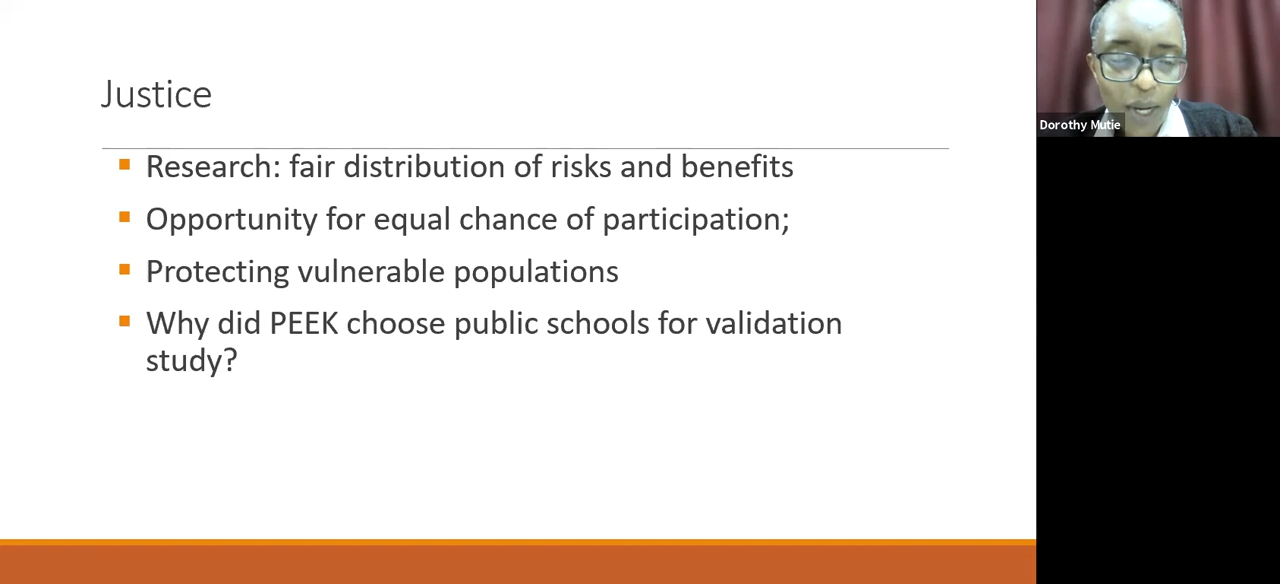 Justice
Research: fair distribution of risks and benefits
Opportunity for equal chance of participation;
Protecting vulnerable populations
Why did PEEK choose public schools for validation
study?
Dorothy Mutie